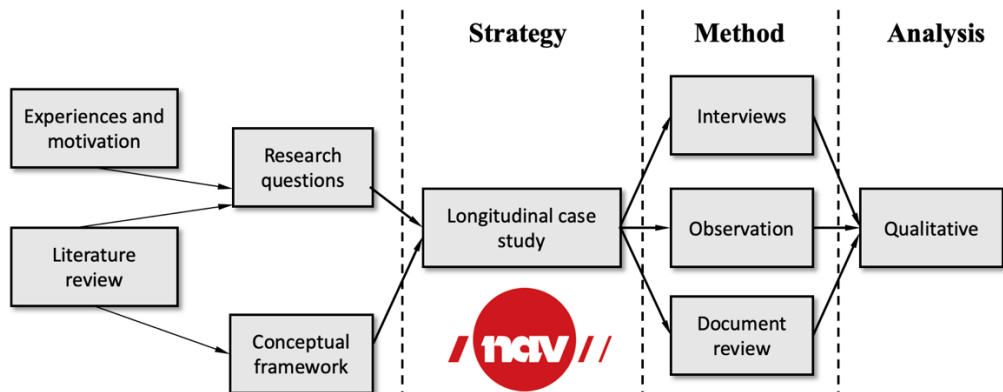 Strategy
Method
Analysis
Experiences and
motivation
Literature
review
Research
questions
Conceptual
framework
Longitudinal case
study
nav
Interviews
Observation
Document
review
Qualitative